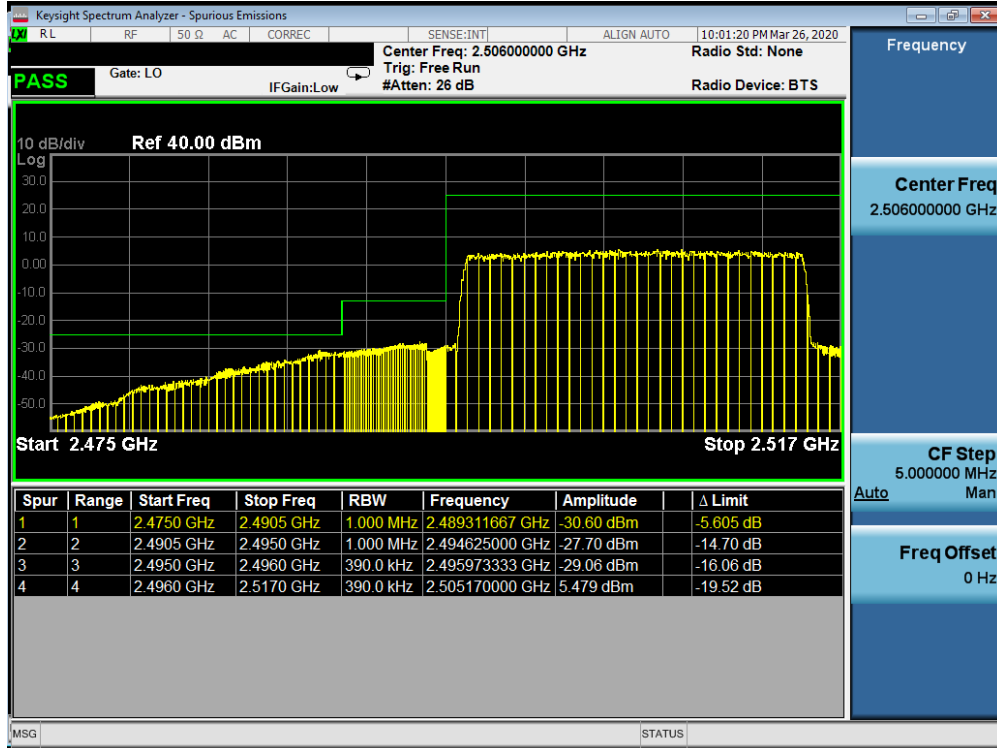 Keysight Spectrum Analyzer - Spurious Emissions
LXI RL RF 50 Ω AC CORREC SENSE:INT ALIGN AUTO 10:01:20 PM Mar 26, 2020
Center Freq: 2.506000000 GHz Radio Std: None
Gate: LO Trig: Free Run
PASS IFGain:Low #Atten: 26 dB Radio Device: BTS
Frequency
10 dB/div Ref 40.00 dBm
Log
30.0
20.0
10.0
0.00
-10.0
-20.0
-30.0
-40.0
-50.0
Start 2.475 GHz Stop 2.517 GHz
Center Freq
2.506000000 GHz
CF Step
5.000000 MHz
Auto Man
Freq Offset
0 Hz
Spur Range Start Freq Stop Freq RBW Frequency Amplitude Δ Limit
1 1 2.4750 GHz 2.4905 GHz 1.000 MHz 2.489311667 GHz -30.60 dBm -5.605 dB
2 2 2.4905 GHz 2.4950 GHz 1.000 MHz 2.494625000 GHz -27.70 dBm -14.70 dB
3 3 2.4950 GHz 2.4960 GHz 390.0 kHz 2.495973333 GHz -29.06 dBm -16.06 dB
4 4 2.4960 GHz 2.5170 GHz 390.0 kHz 2.505170000 GHz 5.479 dBm -19.52 dB
MSG STATUS